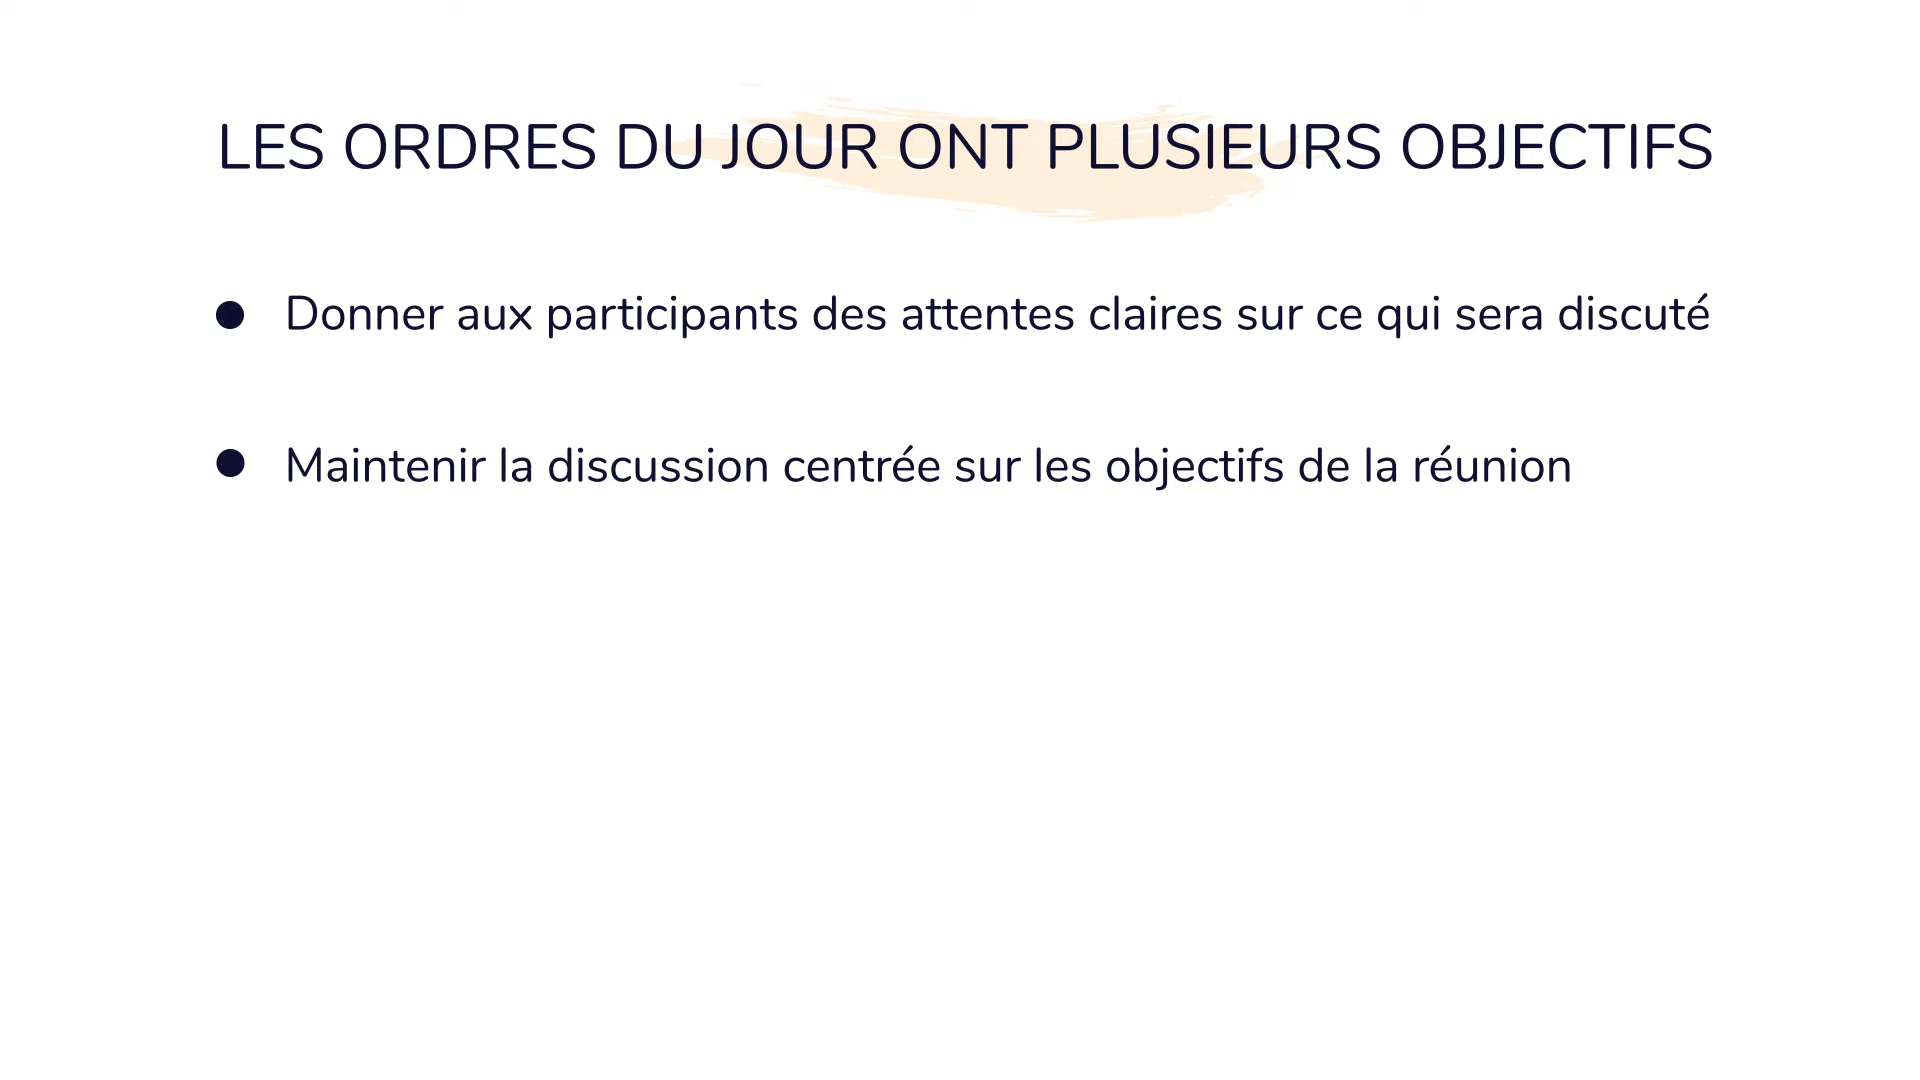 LES ORDRES DU JOUR ONT PLUSIEURS OBJECTIFS
Donner aux participants des attentes claires sur ce qui sera discuté
Maintenir la discussion centrée sur les objectifs de la réunion